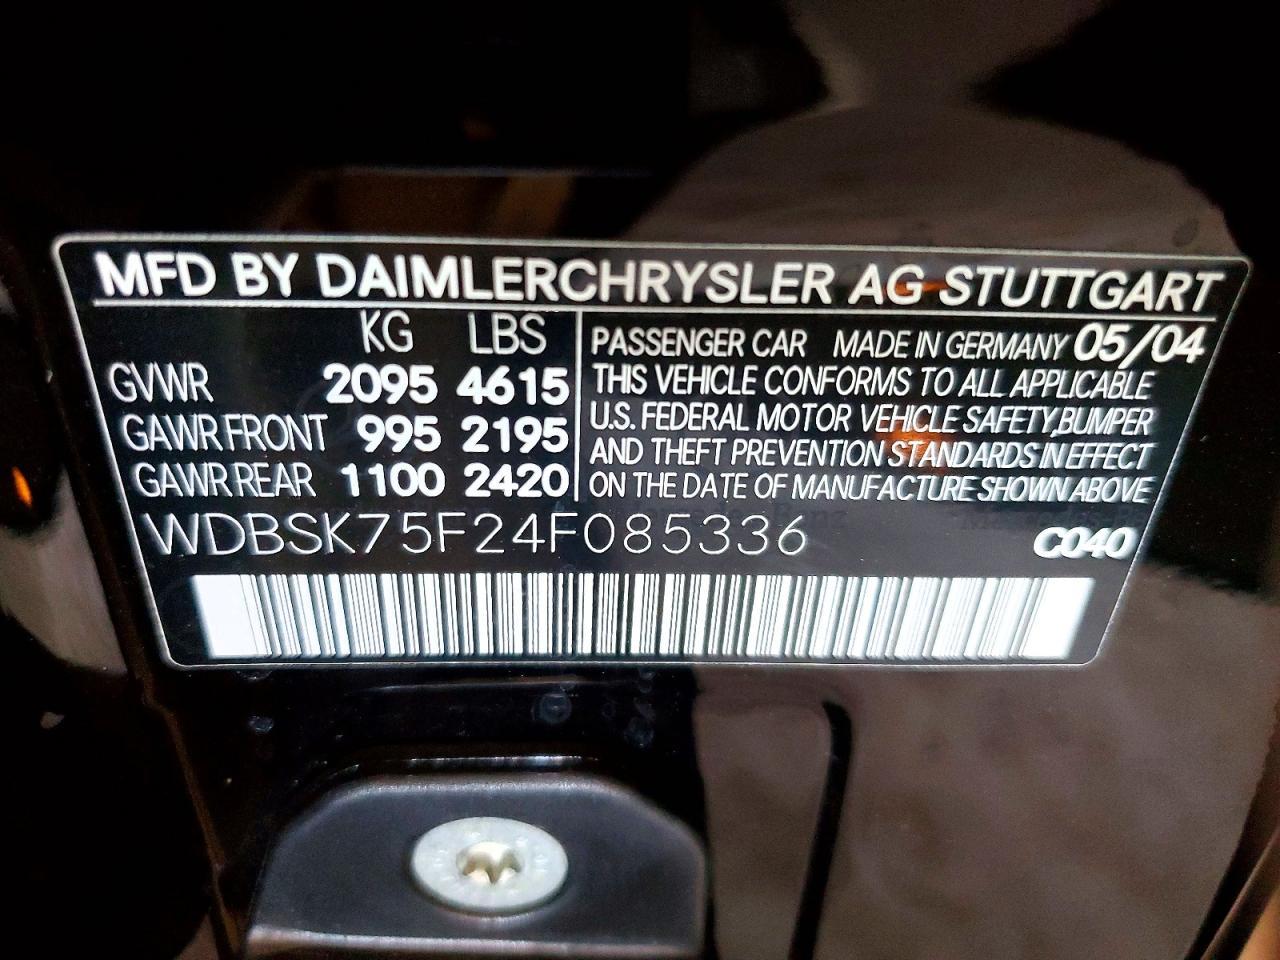 MFD BY DAIMLERCHRYSLER AG STUTTGART
KG LBS
GVWR 2095 4615
GAWR FRONT 995 2195
GAWR REAR 1100 2420
PASSENGER CAR MADE IN GERMANY 05/04
THIS VEHICLE CONFORMS TO ALL APPLICABLE
U.S. FEDERAL MOTOR VEHICLE SAFETY,BUMPER
AND THEFT PREVENTION STANDARDS IN EFFECT
ON THE DATE OF MANUFACTURE SHOWN ABOVE
WDBSK75F24F085336 C040